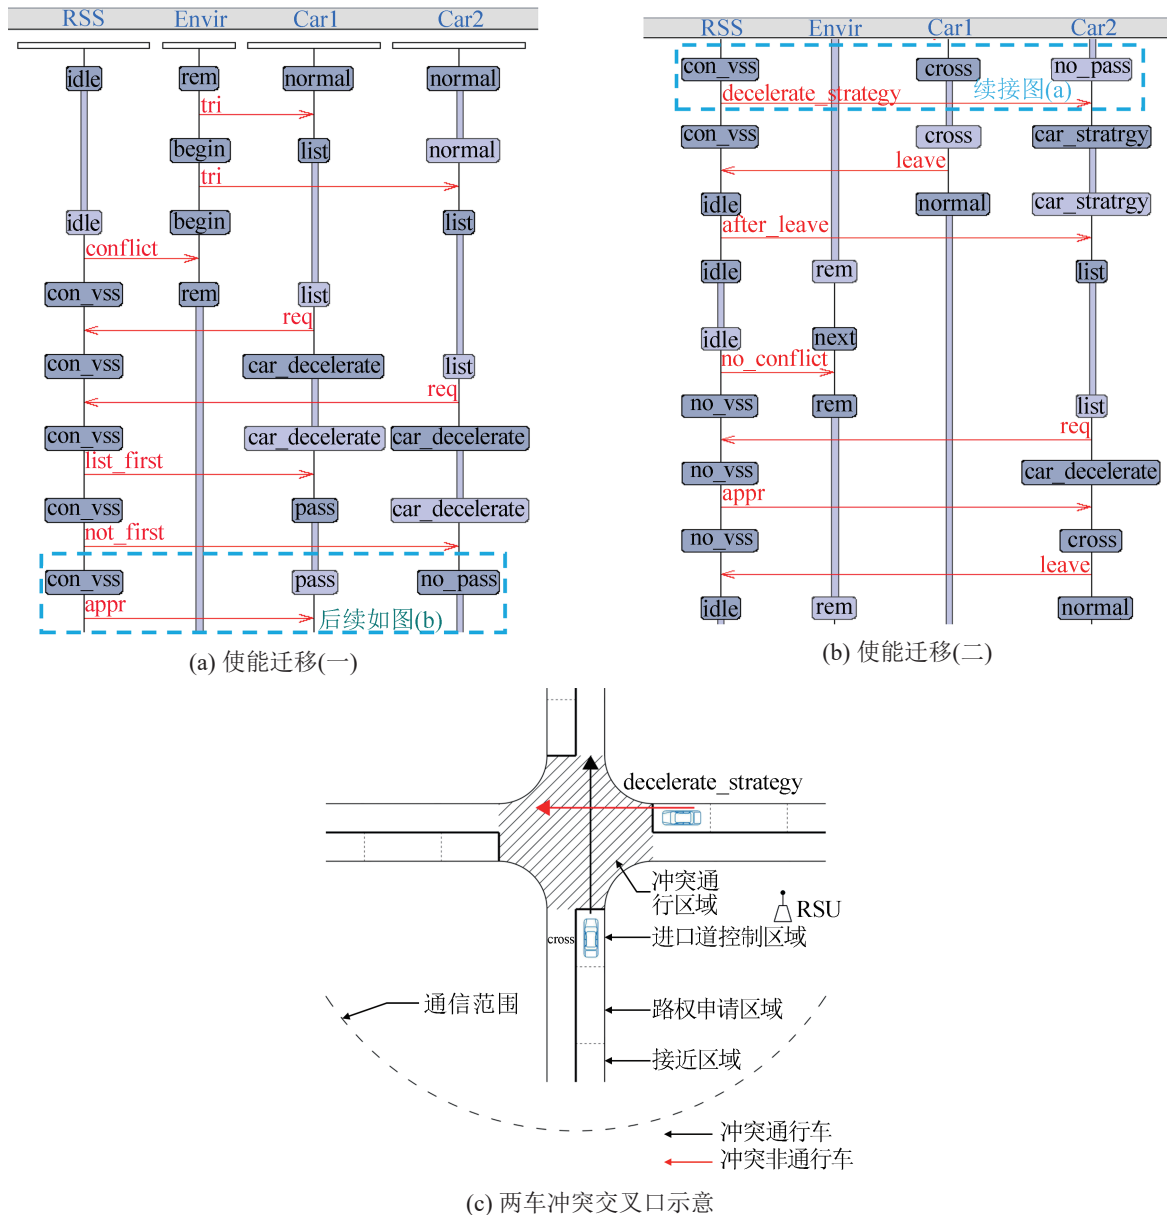 RSS Envir Car1 Car2
idle rem normal normal
tri
begin list normal
tri
idle begin list
conflict
con_vss rem list
req
con_vss car_decelerate list
req
con_vss car_decelerate car_decelerate
list_first
con_vss pass car_decelerate
not_first
con_vss pass no_pass
appr
后续如图(b)
(a) 使能迁移(一)
RSS Envir Car1 Car2
con_vss cross no_pass
decelerate_strategy
续接图(a)
con_vss cross car_stratrgy
leave
idle normal car_stratrgy
after_leave
idle rem list
idle next
no_conflict
no_vss rem list
req
no_vss car_decelerate
appr
no_vss cross
leave
idle rem normal
(b) 使能迁移(二)
decelerate_strategy
冲突通
行区域
RSU
cross
进口道控制区域
通信范围
路权申请区域
接近区域
冲突通行车
冲突非通行车
(c) 两车冲突交叉口示意